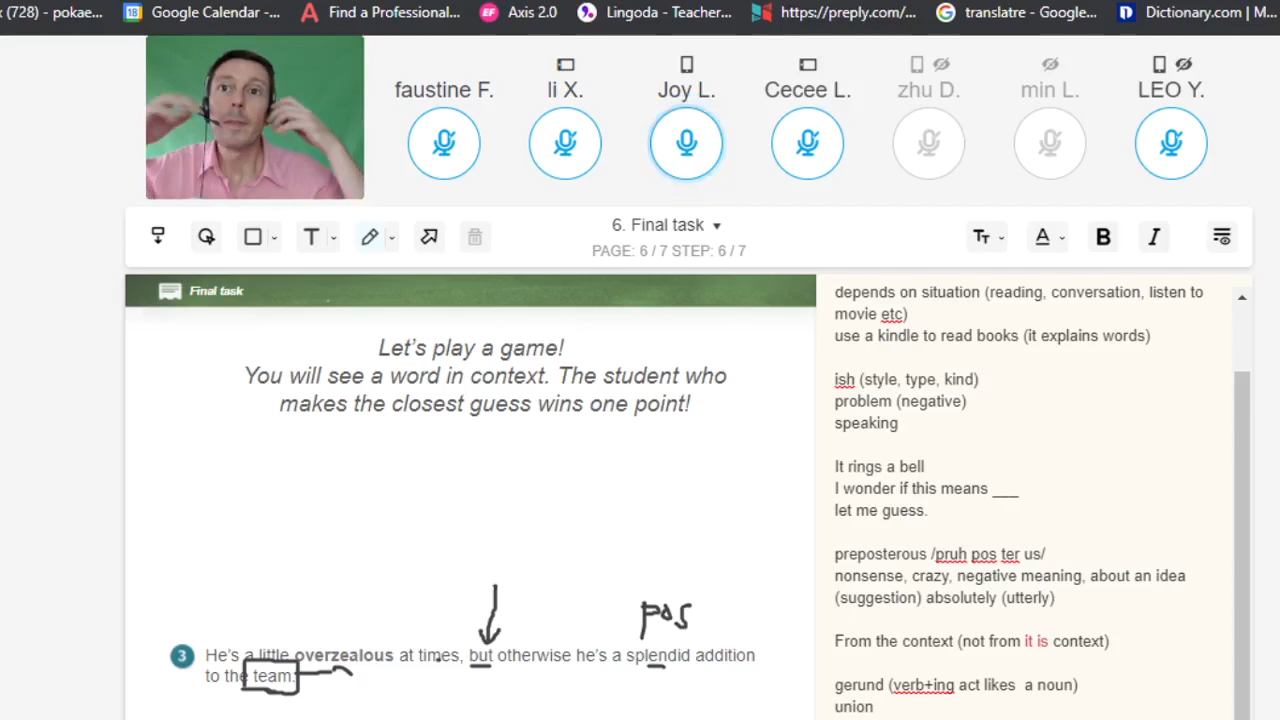 x (728) - pokae...
Google Calendar -...
Find a Professional...
EF
Axis 2.0
Lingoda - Teacher...
https://preply.com/...
translatre - Google...
Dictionary.com | M...
faustine F.
li X.
Joy L.
Cecee L.
zhu D.
min L.
LEO Y.
T
6. Final task
PAGE: 6 / 7 STEP: 6 / 7
TT
A
B
I
Final task
Let's play a game!
You will see a word in context. The student who
makes the closest guess wins one point!
pos
3 He's a little overzealous at times, but otherwise he's a splendid addition
to the team.
depends on situation (reading, conversation, listen to
movie etc)
use a kindle to read books (it explains words)
ish (style, type, kind)
problem (negative)
speaking
It rings a bell
I wonder if this means ___
let me guess.
preposterous /pruh pos ter us/
nonsense, crazy, negative meaning, about an idea
(suggestion) absolutely (utterly)
From the context (not from it is context)
gerund (verb+ing act likes  a noun)
union